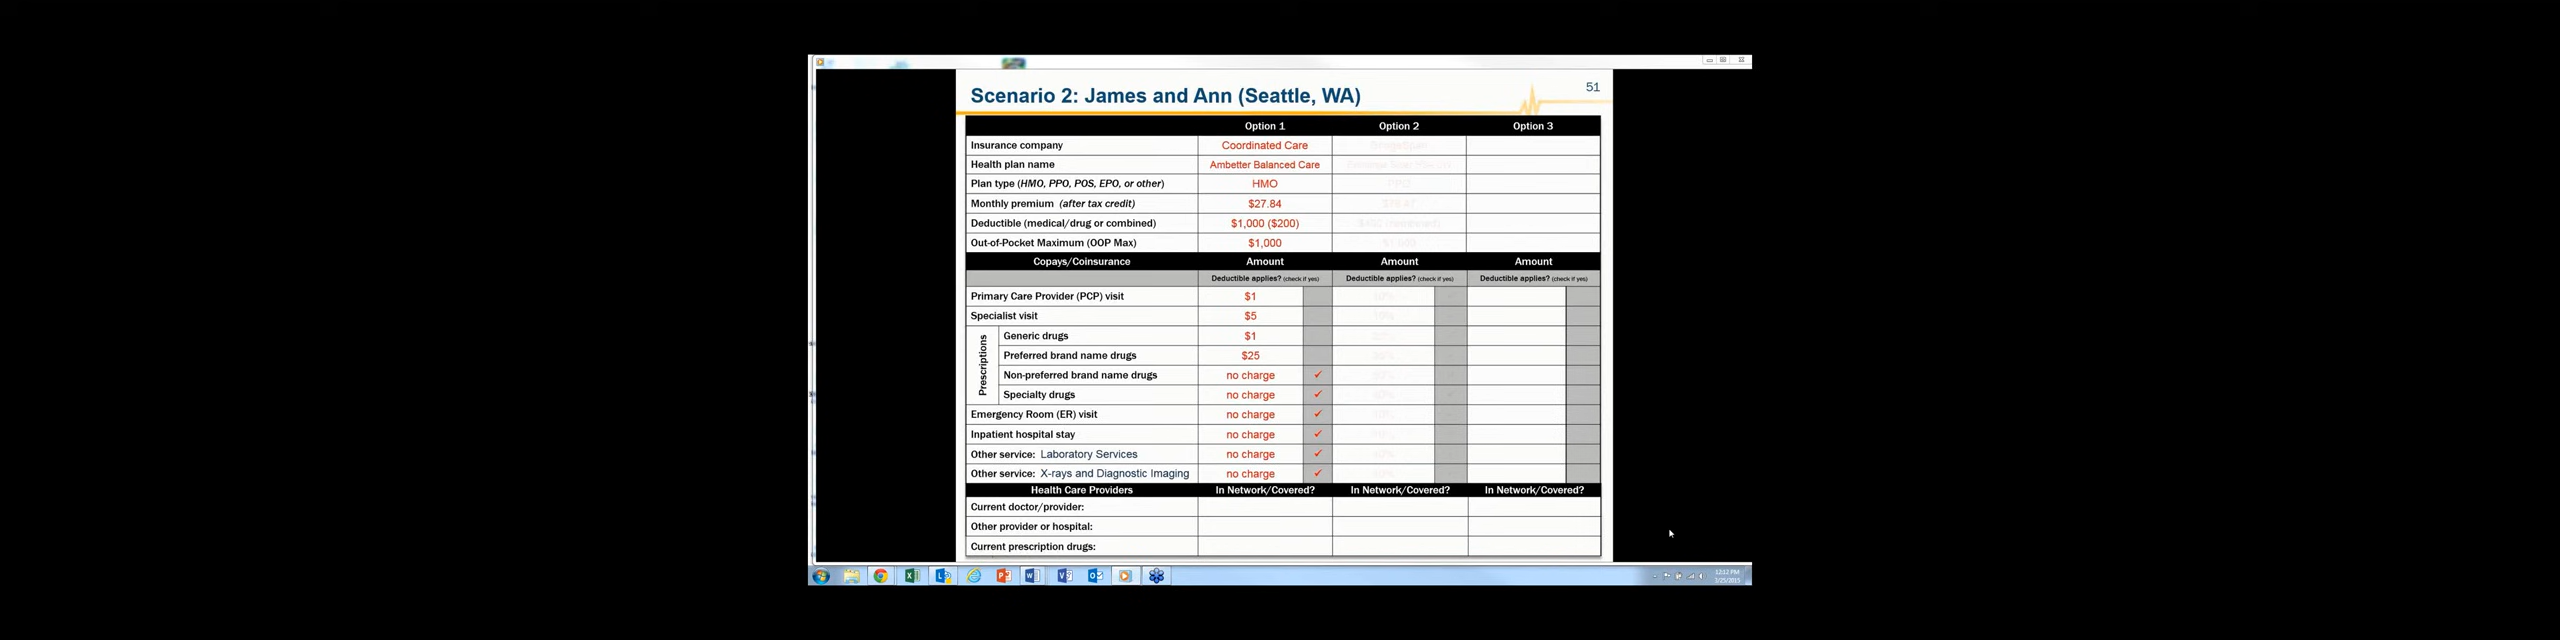 Scenario 2: James and Ann (Seattle, WA)
51
Option 1 Option 2 Option 3
Insurance company Coordinated Care
Health plan name Ambetter Balanced Care
Plan type (HMO, PPO, POS, EPO, or other) HMO PPO
Monthly premium (after tax credit) $27.84
Deductible (medical/drug or combined) $1,000 ($200)
Out-of-Pocket Maximum (OOP Max) $1,000
Copays/Coinsurance Amount Amount Amount
Deductible applies? (check if yes) Deductible applies? (check if yes) Deductible applies? (check if yes)
Primary Care Provider (PCP) visit $1
Specialist visit $5
Prescriptions
Generic drugs $1
Preferred brand name drugs $25
Non-preferred brand name drugs no charge ✓
Specialty drugs no charge ✓
Emergency Room (ER) visit no charge ✓
Inpatient hospital stay no charge ✓
Other service: Laboratory Services no charge ✓
Other service: X-rays and Diagnostic Imaging no charge ✓
Health Care Providers In Network/Covered? In Network/Covered? In Network/Covered?
Current doctor/provider:
Other provider or hospital:
Current prescription drugs:
12:12 PM
3/25/2015